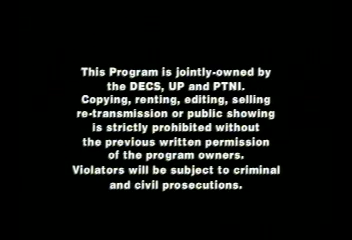 This Program is jointly-owned by
the DECS, UP and PTNI.
Copying, renting, editing, selling
re-transmission or public showing
is strictly prohibited without
the previous written permission
of the program owners.
Violators will be subject to criminal
and civil prosecutions.